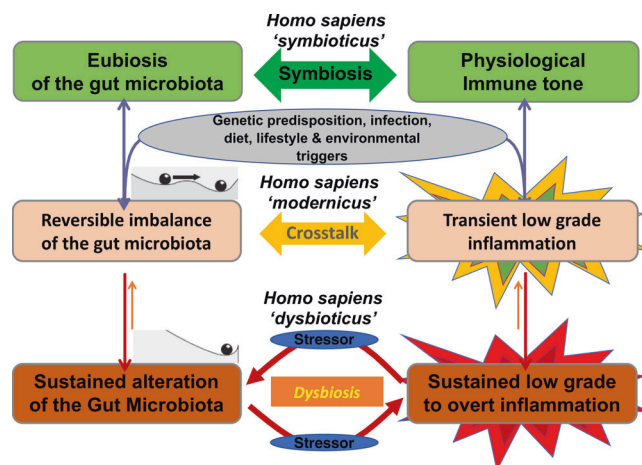 Homo sapiens
'symbioticus'
Eubiosis
of the gut microbiota
Symbiosis
Physiological
Immune tone
Genetic predisposition, infection,
diet, lifestyle & environmental
triggers
Homo sapiens
'modernicus'
Reversible imbalance
of the gut microbiota
Crosstalk
Transient low grade
inflammation
Homo sapiens
'dysbioticus'
Stressor
Sustained alteration
of the Gut Microbiota
Dysbiosis
Sustained low grade
to overt inflammation
Stressor